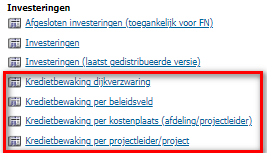 Investeringen
Afgesloten investeringen (toegankelijk voor FN)
Investeringen
Investeringen (laatst gedistribueerde versie)
Kredietbewaking dijkverzwaring
Kredietbewaking per beleidsveld
Kredietbewaking per kostenplaats (afdeling/projectleider)
Kredietbewaking per projectleider/project